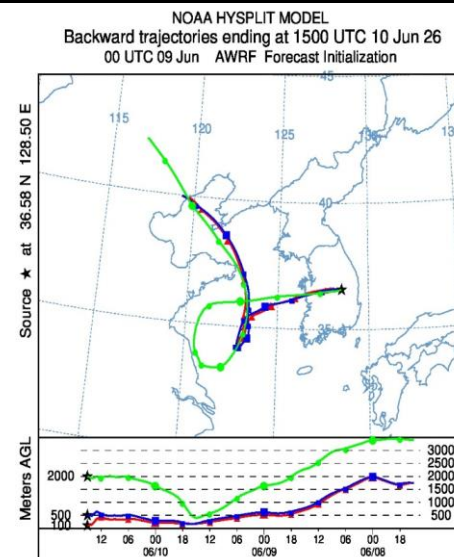 NOAA HYSPLIT MODEL
Backward trajectories ending at 1500 UTC 10 Jun 26
00 UTC 09 Jun AWRF Forecast Initialization
Source ★ at 36.58 N 128.50 E
45
115
120
125
130
13
40
35
Meters AGL
2000
500
100
3000
2500
2000
1500
1000
500
12 06 00 18 12 06 00 18 12 06 00 18
06/10 06/09 06/08